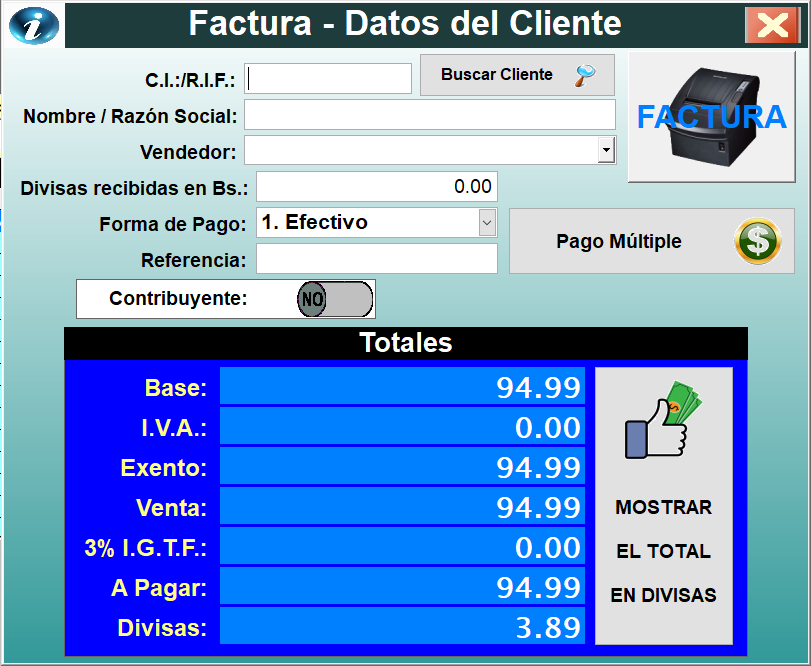 Factura - Datos del Cliente
C.I.:/R.I.F.:
Buscar Cliente
FACTURA
Nombre / Razón Social:
Vendedor:
Divisas recibidas en Bs.: 0.00
Forma de Pago: 1. Efectivo
Pago Múltiple
$
Referencia:
Contribuyente: NO
Totales
Base: 94.99
I.V.A.: 0.00
Exento: 94.99
Venta: 94.99
3% I.G.T.F.: 0.00
A Pagar: 94.99
Divisas: 3.89
MOSTRAR
EL TOTAL
EN DIVISAS